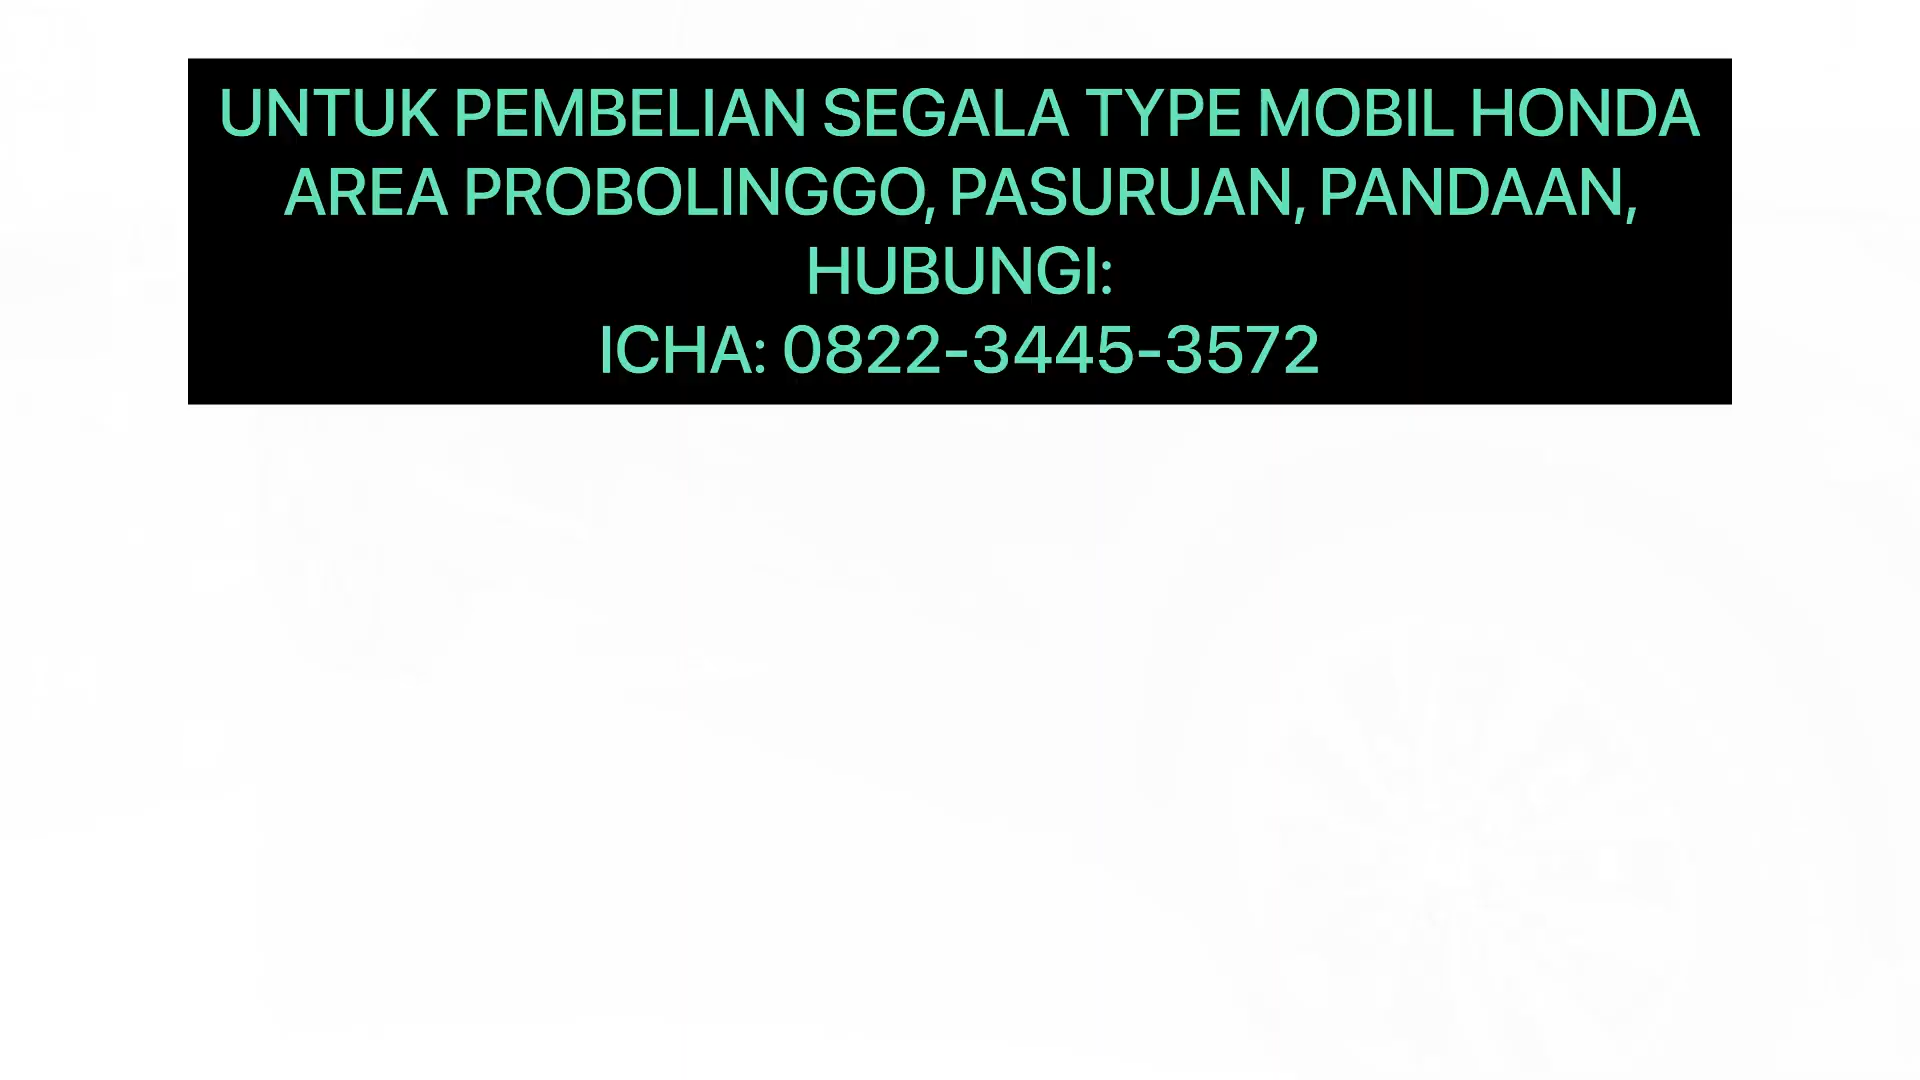 UNTUK PEMBELIAN SEGALA TYPE MOBIL HONDA
AREA PROBOLINGGO, PASURUAN, PANDAAN,
HUBUNGI:
ICHA: 0822-3445-3572